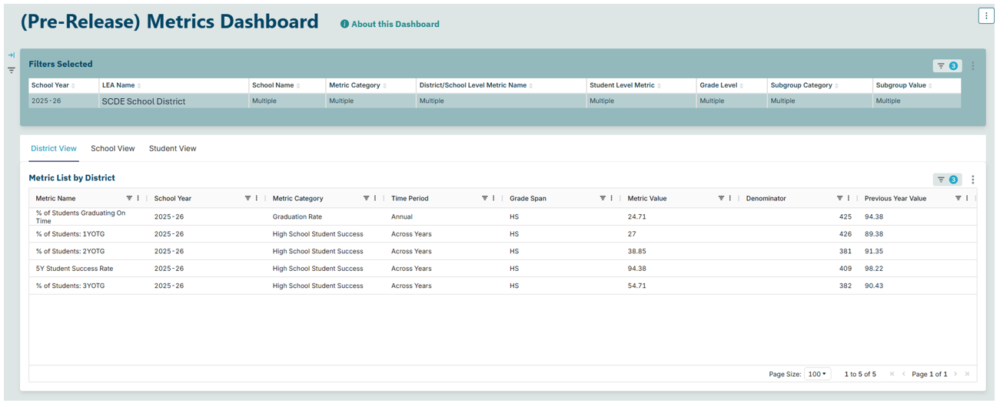 (Pre-Release) Metrics Dashboard
i About this Dashboard
Filters Selected
3
School Year LEA Name School Name Metric Category District/School Level Metric Name Student Level Metric Grade Level Subgroup Category Subgroup Value
2025-26 SCDE School District Multiple Multiple Multiple Multiple Multiple Multiple Multiple
District View School View Student View
Metric List by District
3
Metric Name School Year Metric Category Time Period Grade Span Metric Value Denominator Previous Year Value
% of Students Graduating On
Time 2025-26 Graduation Rate Annual HS 24.71 425 94.38
% of Students: 1YOTG 2025-26 High School Student Success Across Years HS 27 426 89.38
% of Students: 2YOTG 2025-26 High School Student Success Across Years HS 38.85 381 91.35
5Y Student Success Rate 2025-26 High School Student Success Across Years HS 94.38 409 98.22
% of Students: 3YOTG 2025-26 High School Student Success Across Years HS 54.71 382 90.43
Page Size: 100 1 to 5 of 5 Page 1 of 1